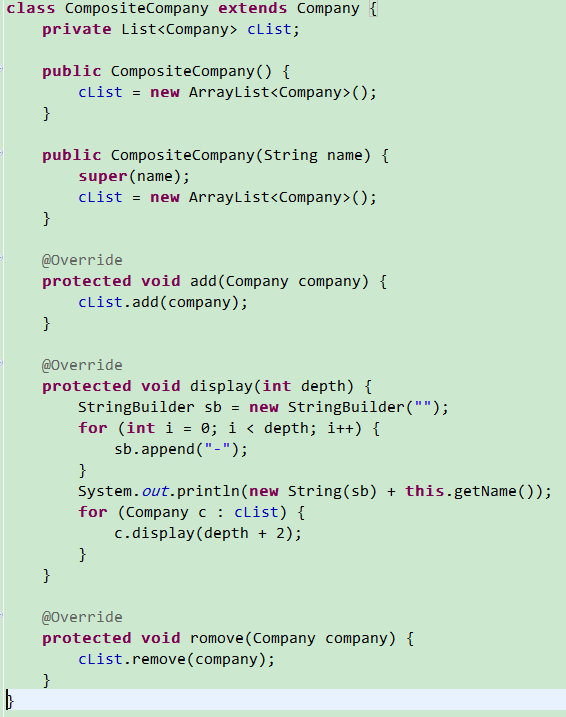 class CompositeCompany extends Company {
    private List<Company> cList;

    public CompositeCompany() {
        cList = new ArrayList<Company>();
    }

    public CompositeCompany(String name) {
        super(name);
        cList = new ArrayList<Company>();
    }

    @Override
    protected void add(Company company) {
        cList.add(company);
    }

    @Override
    protected void display(int depth) {
        StringBuilder sb = new StringBuilder("");
        for (int i = 0; i < depth; i++) {
            sb.append("-");
        }
        System.out.println(new String(sb) + this.getName());
        for (Company c : cList) {
            c.display(depth + 2);
        }
    }

    @Override
    protected void romove(Company company) {
        cList.remove(company);
    }
}